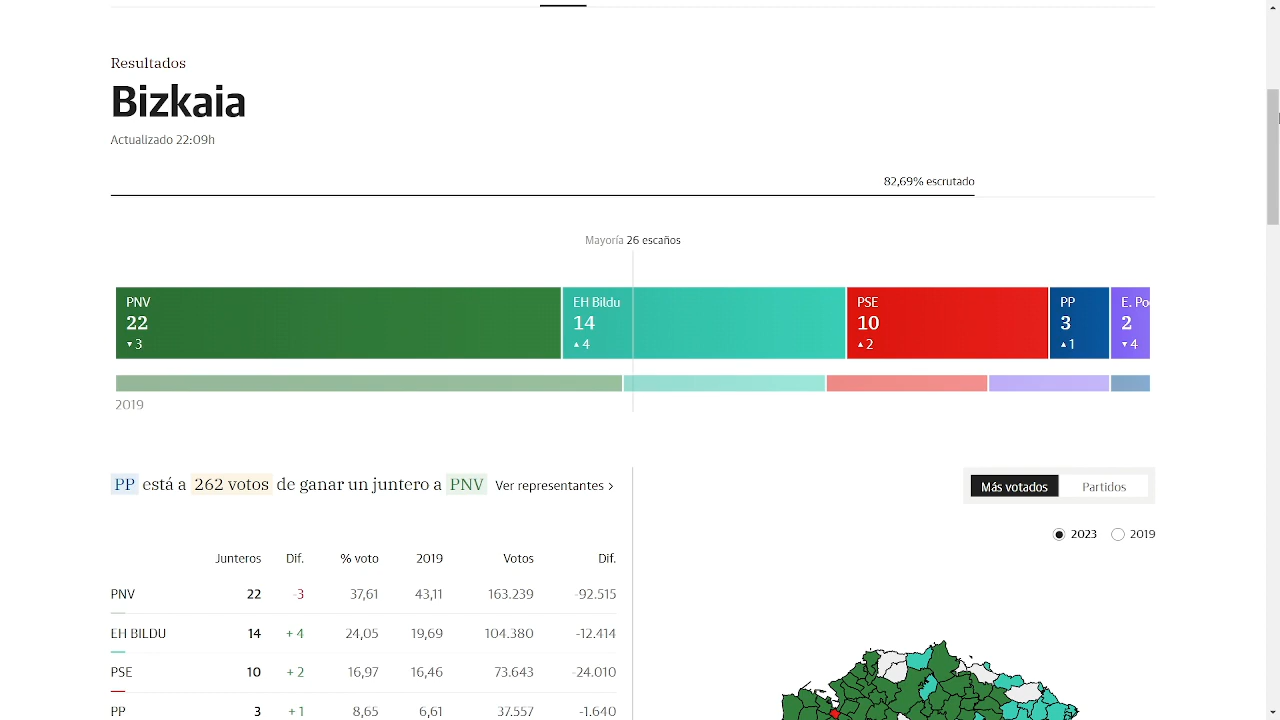 Resultados
Bizkaia
Actualizado 22:09h
82,69% escrutado
Mayoría 26 escaños
PNV EH Bildu PSE PP E. Po
22 14 10 3 2
▼3 ▲4 ▲2 ▲1 ▼4
2019
PP está a 262 votos de ganar un juntero a PNV Ver representantes >
Más votados Partidos
2023 2019
Junteros Dif. % voto 2019 Votos Dif.
PNV 22 -3 37,61 43,11 163.239 -92.515
EH BILDU 14 + 4 24,05 19,69 104.380 -12.414
PSE 10 + 2 16,97 16,46 73.643 -24.010
PP 3 + 1 8,65 6,61 37.557 -1.640